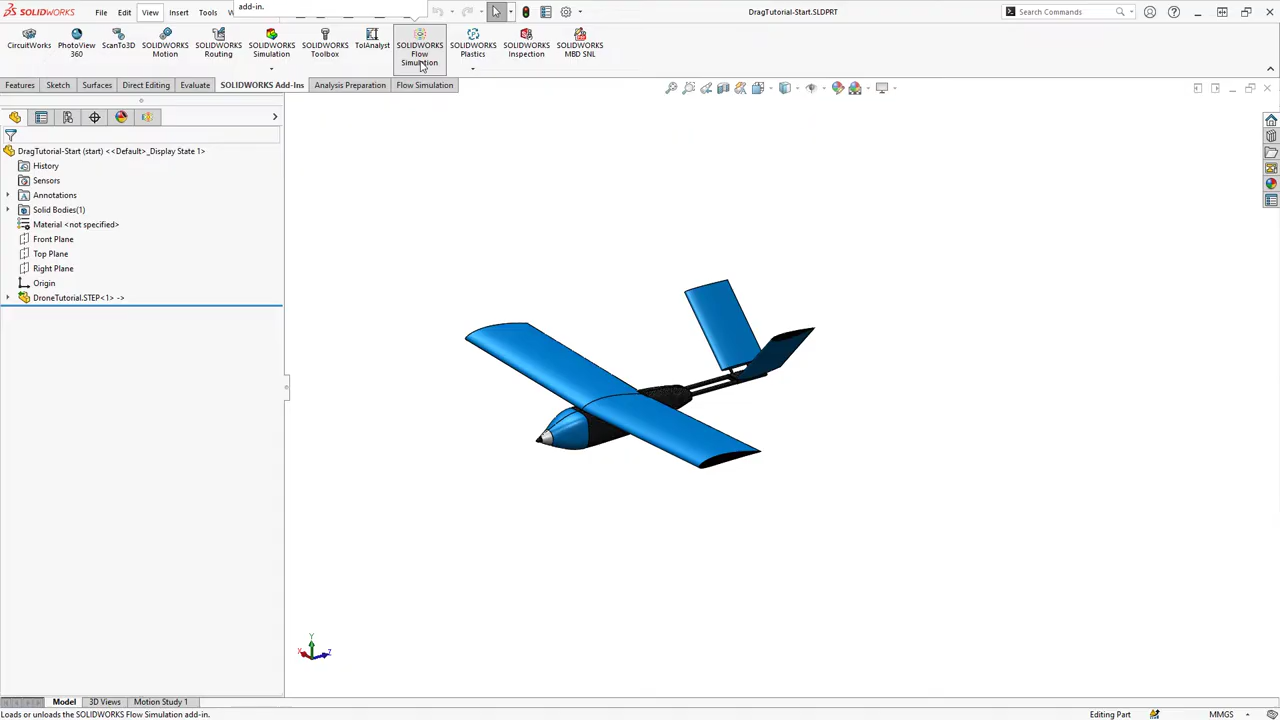 SOLIDWORKS File Edit View Insert Tools W add-in. DragTutorial-Start.SLDPRT Search Commands
CircuitWorks PhotoView 360 ScanTo3D SOLIDWORKS Motion SOLIDWORKS Routing SOLIDWORKS Simulation SOLIDWORKS Toolbox TolAnalyst SOLIDWORKS Flow Simulation SOLIDWORKS Plastics SOLIDWORKS Inspection SOLIDWORKS MBD SNL
Features Sketch Surfaces Direct Editing Evaluate SOLIDWORKS Add-Ins Analysis Preparation Flow Simulation
DragTutorial-Start (start) <<Default>_Display State 1>
History
Sensors
Annotations
Solid Bodies(1)
Material <not specified>
Front Plane
Top Plane
Right Plane
Origin
DroneTutorial.STEP<1> ->
Y
X Z
Model 3D Views Motion Study 1
Loads or unloads the SOLIDWORKS Flow Simulation add-in. Editing Part MMGS